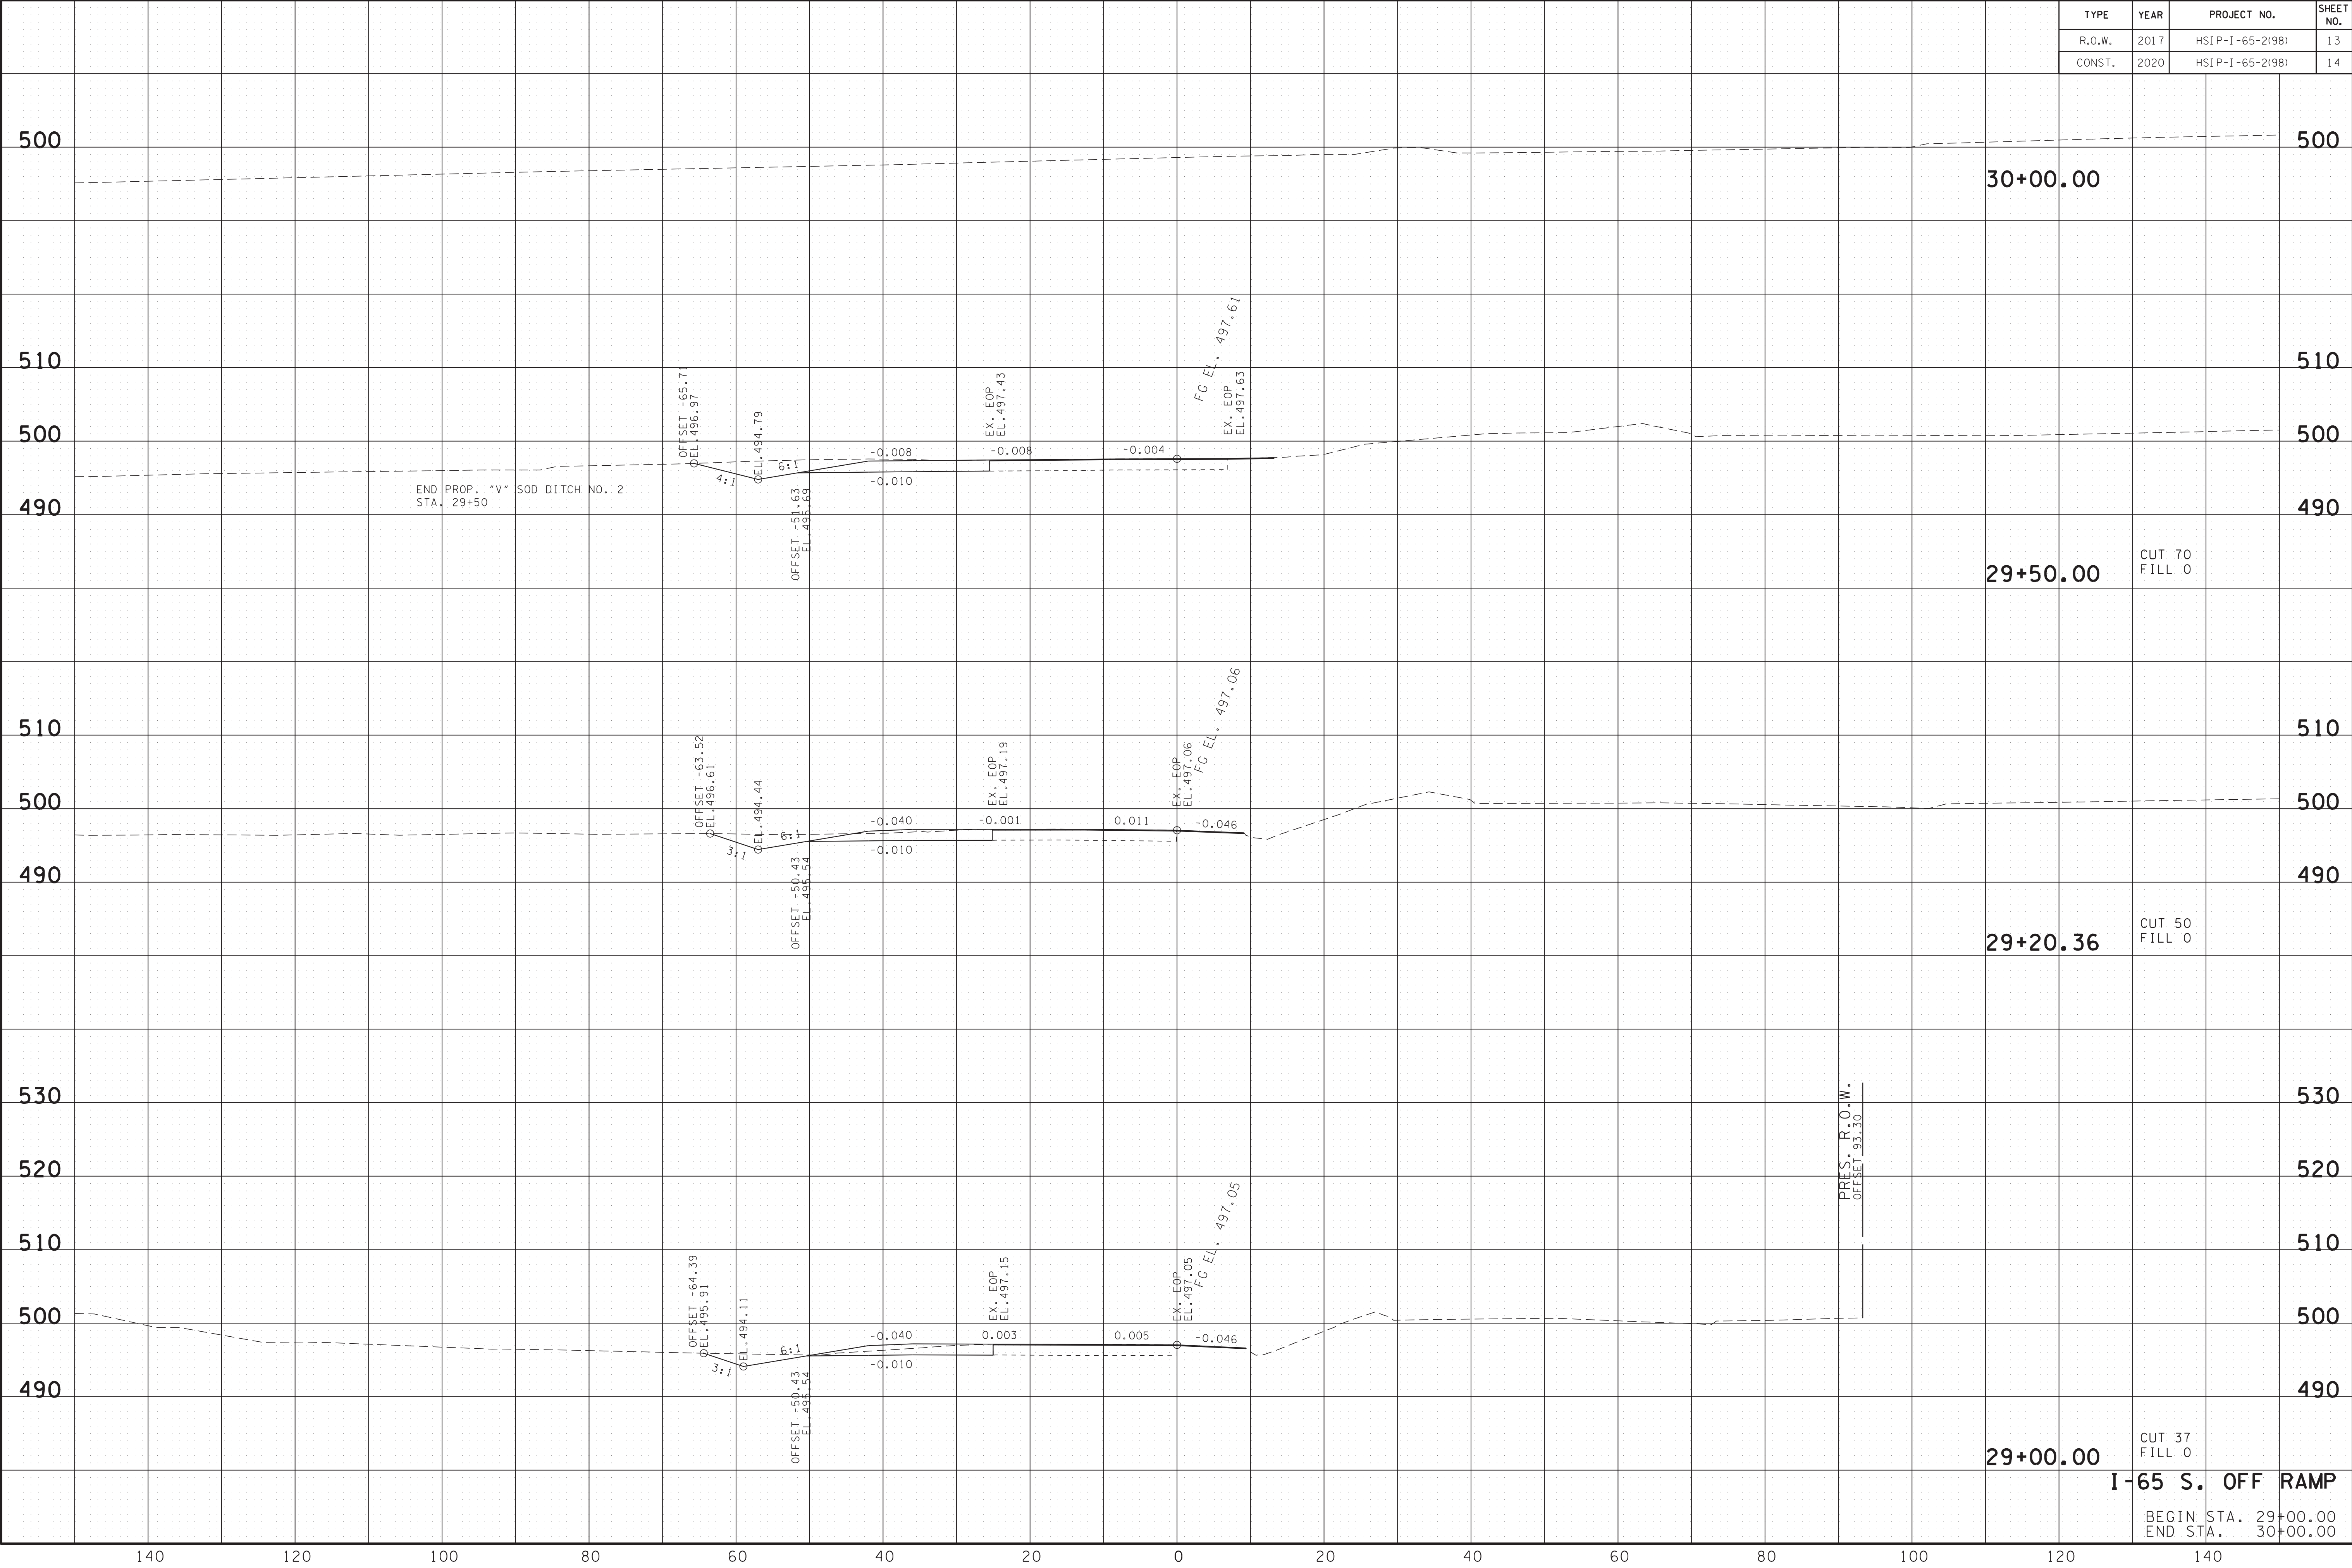 TYPE YEAR PROJECT NO. SHEET NO.
R.O.W. 2017 HSIP-I-65-2(98) 13
CONST. 2020 HSIP-I-65-2(98) 14
500 500
30+00.00
FG EL. 497.61
510 510
OFFSET -65.71
EL.496.97
EL.494.79
EX. EOP
EL.497.43
EX. EOP
EL.497.63
500 500
4:1 6:1 -0.008 -0.008 -0.004
-0.010
END PROP. "V" SOD DITCH NO. 2
STA. 29+50
OFFSET -51.63
EL.495.69
490 490
CUT 70
FILL 0
29+50.00
FG EL. 497.06
510 510
OFFSET -63.52
EL.496.61
EL.494.44
EX. EOP
EL.497.19
EX. EOP
EL.497.06
500 500
3:1 6:1 -0.040 -0.001 0.011 -0.046
-0.010
OFFSET -50.43
EL.495.54
490 490
CUT 50
FILL 0
29+20.36
530 530
PRES. R.O.W.
OFFSET 93.30
520 520
FG EL. 497.05
510 510
OFFSET -64.39
EL.495.91
EL.494.11
EX. EOP
EL.497.15
EX. EOP
EL.497.05
500 500
3:1 6:1 -0.040 0.003 0.005 -0.046
-0.010
OFFSET -50.43
EL.495.54
490 490
CUT 37
FILL 0
29+00.00
I-65 S. OFF RAMP
BEGIN STA. 29+00.00
END STA. 30+00.00
140 120 100 80 60 40 20 0 20 40 60 80 100 120 140